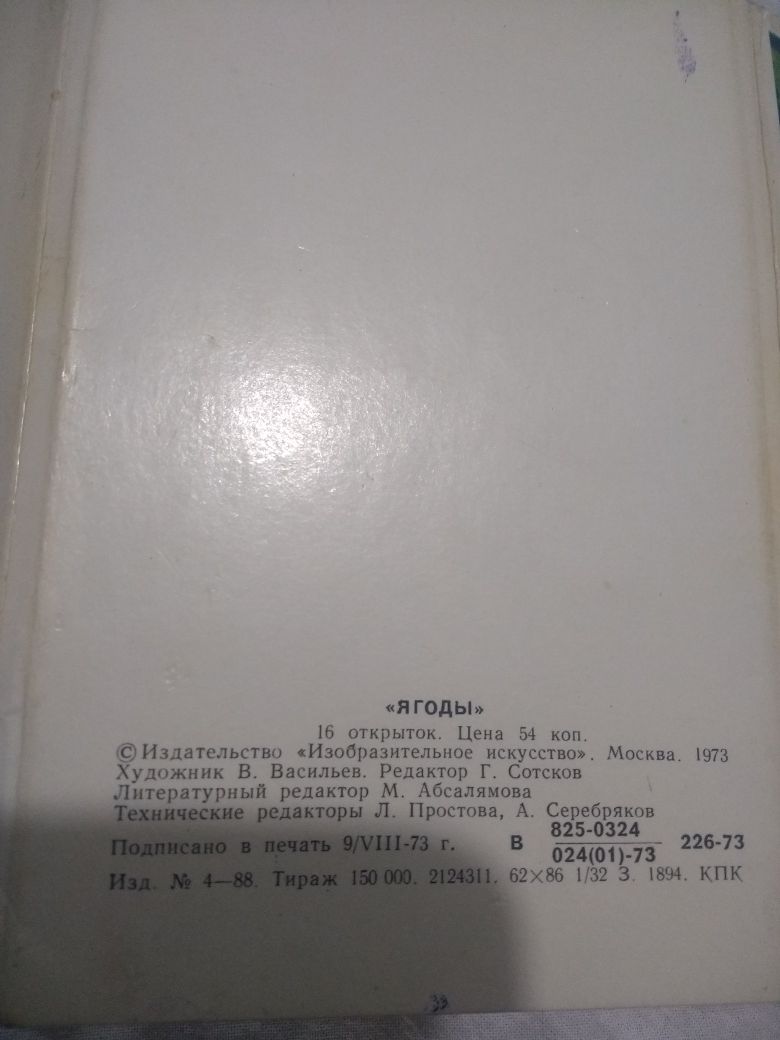 «ЯГОДЫ»
16 открыток. Цена 54 коп.
© Издательство «Изобразительное искусство». Москва. 1973
Художник В. Васильев. Редактор Г. Сотсков
Литературный редактор М. Абсалямова
Технические редакторы Л. Простова, А. Серебряков
Подписано в печать 9/VIII-73 г. В 825-0324 / 024(01)-73 226-73
Изд. № 4—88. Тираж 150 000. 2124311. 62×86 1/32 З. 1894. КПК
33